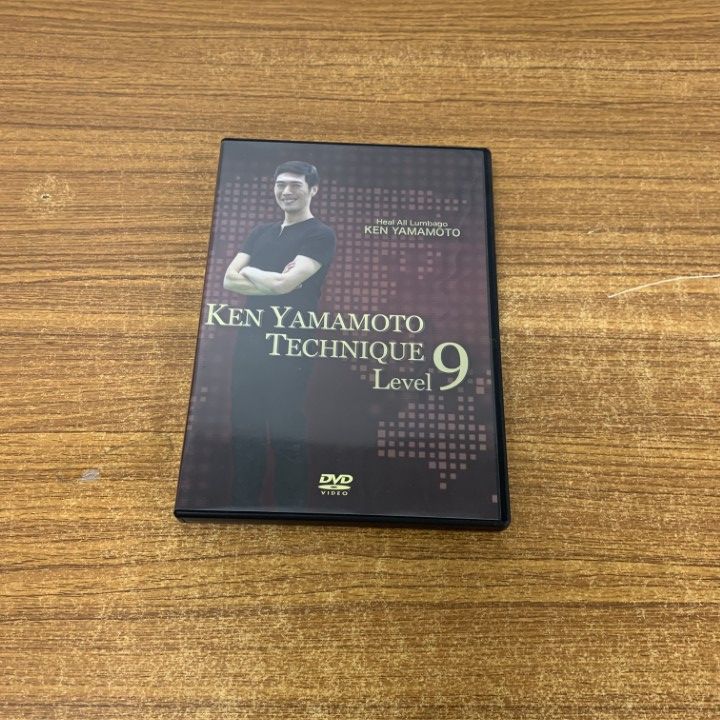 Heal All Lumbago
KEN YAMAMOTO
KEN YAMAMOTO
TECHNIQUE
Level 9
DVD
VIDEO